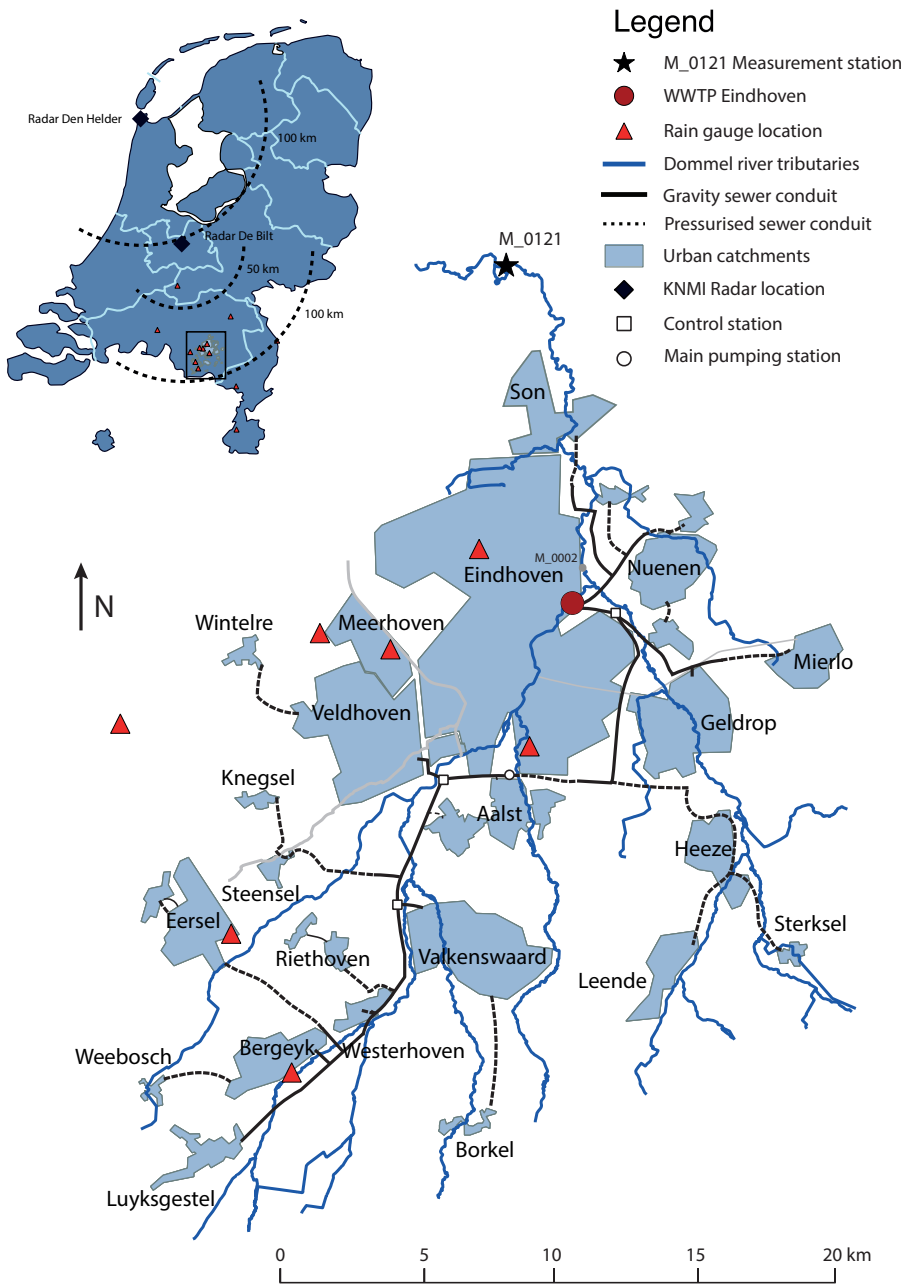 Legend
M_0121 Measurement station
WWTP Eindhoven
Rain gauge location
Dommel river tributaries
Gravity sewer conduit
Pressurised sewer conduit
Urban catchments
KNMI Radar location
Control station
Main pumping station
Radar Den Helder
100 km
Radar De Bilt
50 km
100 km
M_0121
Son
M_0002
Eindhoven
Nuenen
N
Wintelre
Meerhoven
Mierlo
Veldhoven
Geldrop
Knegsel
Aalst
Heeze
Steensel
Eersel
Sterksel
Riethoven
Valkenswaard
Leende
Bergeyk
Westerhoven
Weebosch
Borkel
Luyksgestel
0
5
10
15
20 km